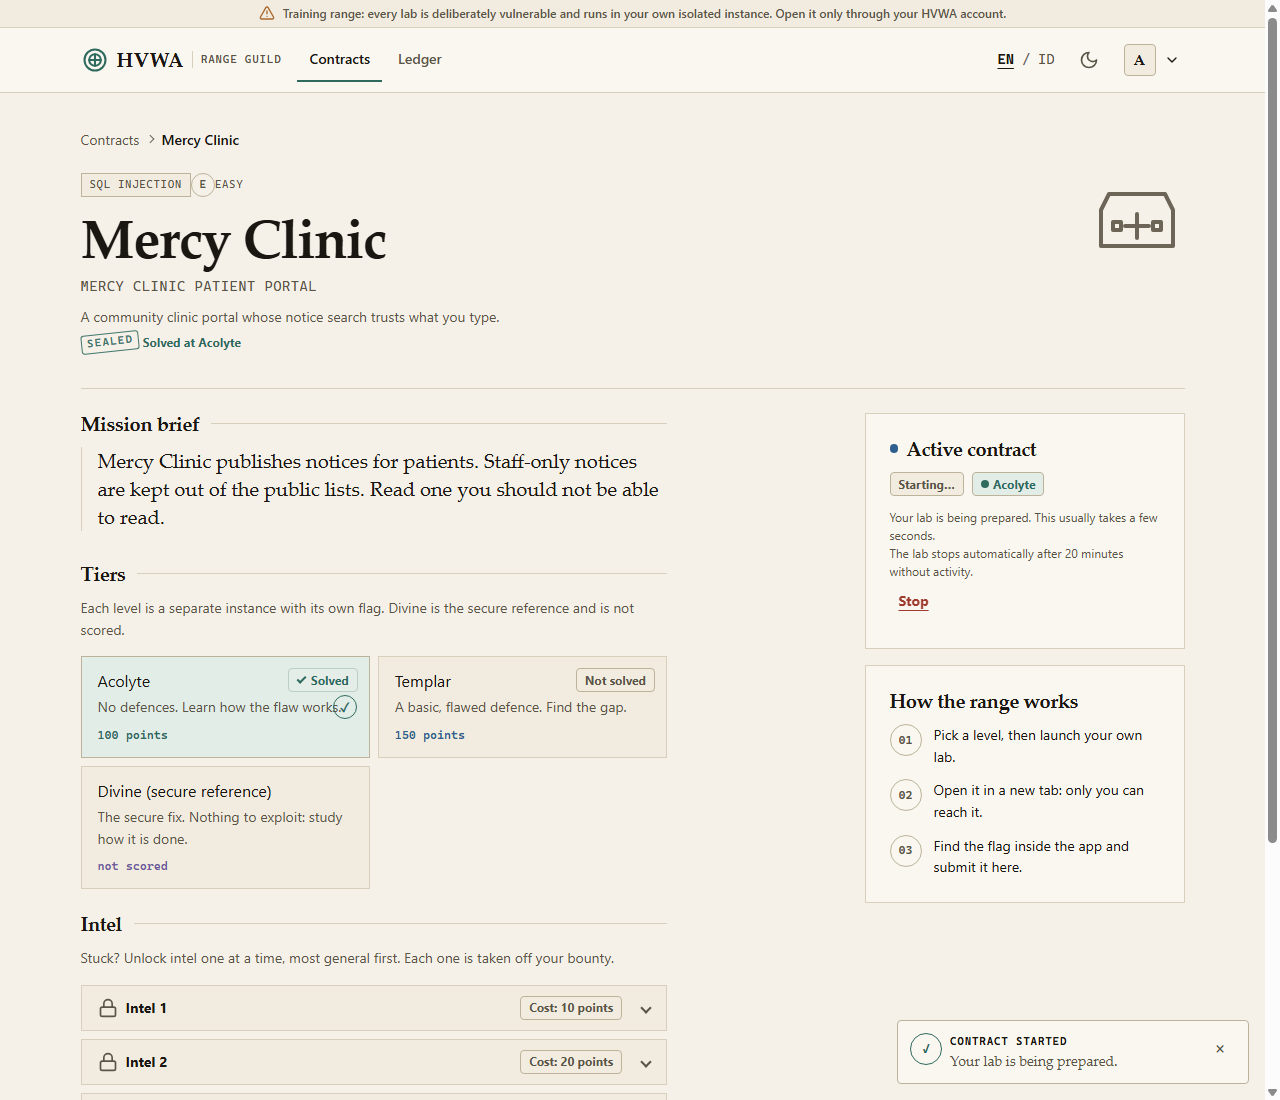 Training range: every lab is deliberately vulnerable and runs in your own isolated instance. Open it only through your HVWA account.
HVWA RANGE GUILD Contracts Ledger EN / ID A
Contracts > Mercy Clinic
SQL INJECTION E EASY
Mercy Clinic
MERCY CLINIC PATIENT PORTAL
A community clinic portal whose notice search trusts what you type.
SEALED Solved at Acolyte
Mission brief
Mercy Clinic publishes notices for patients. Staff-only notices
are kept out of the public lists. Read one you should not be able
to read.
Tiers
Each level is a separate instance with its own flag. Divine is the secure reference and is not
scored.
Acolyte ✓ Solved
No defences. Learn how the flaw works.
100 points
Templar Not solved
A basic, flawed defence. Find the gap.
150 points
Divine (secure reference)
The secure fix. Nothing to exploit: study
how it is done.
not scored
Intel
Stuck? Unlock intel one at a time, most general first. Each one is taken off your bounty.
Intel 1 Cost: 10 points
Intel 2 Cost: 20 points
Active contract
Starting... Acolyte
Your lab is being prepared. This usually takes a few
seconds.
The lab stops automatically after 20 minutes
without activity.
Stop
How the range works
01 Pick a level, then launch your own
lab.
02 Open it in a new tab: only you can
reach it.
03 Find the flag inside the app and
submit it here.
CONTRACT STARTED
Your lab is being prepared.
×